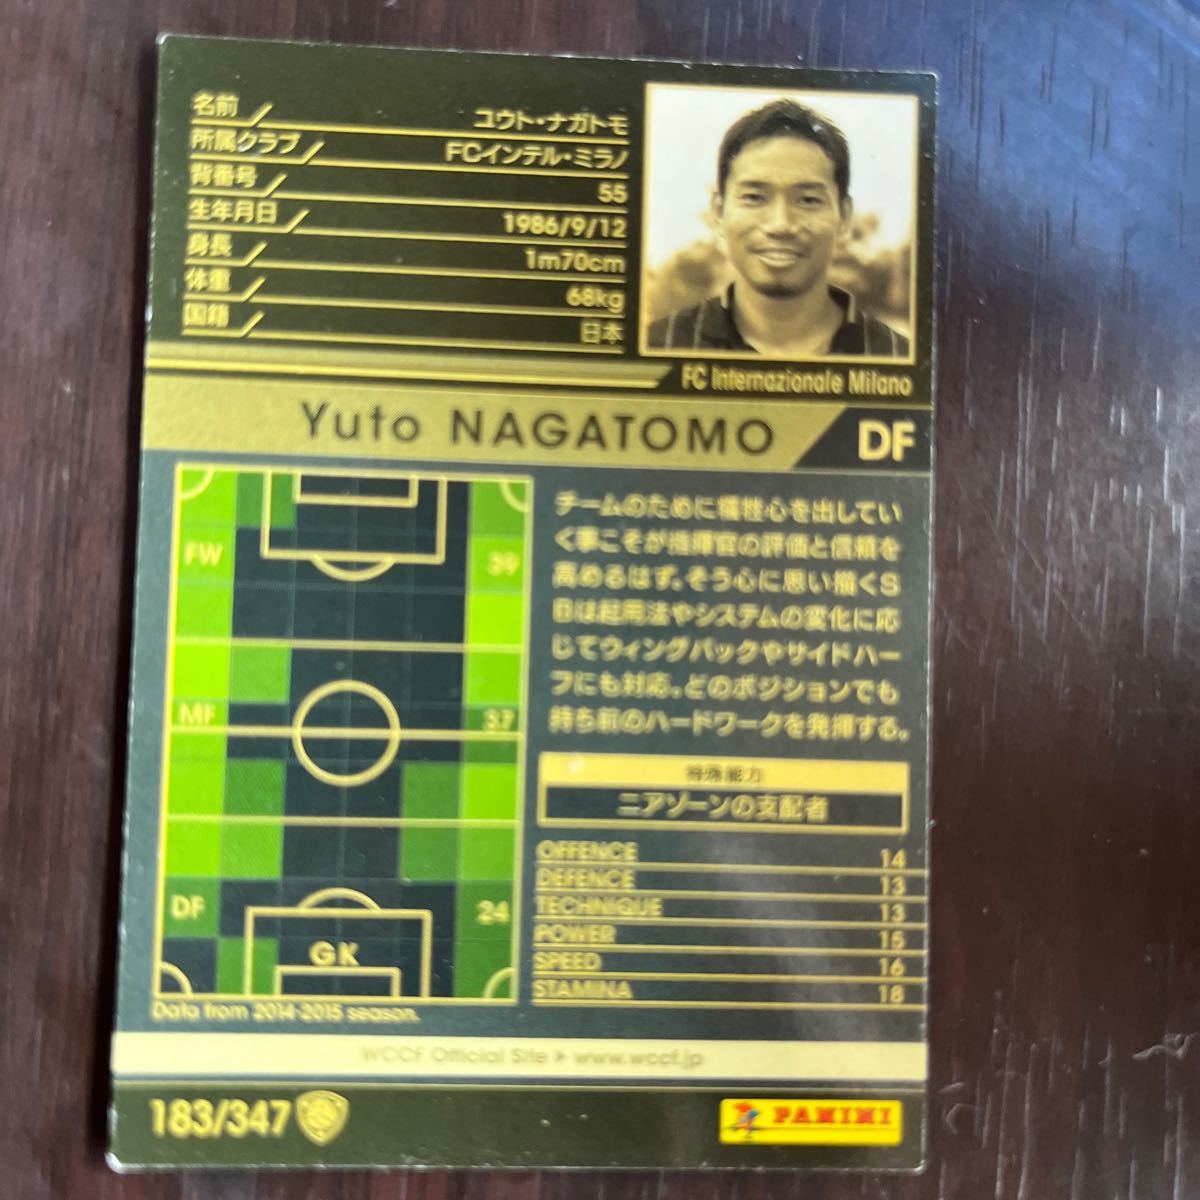 名前 ユウト・ナガトモ
所属クラブ FCインテル・ミラノ
背番号 55
生年月日 1986/9/12
身長 1m70cm
体重 68kg
国籍 日本
FC Internazionale Milano
Yuto NAGATOMO DF
FW 39
MF 37
DF 24
GK
Data from 2014-2015 season.
チームのために犠牲心を出してい
く事こそが指揮官の評価と信頼を
高めるはず。そう心に思い描くS
Bは起用法やシステムの変化に応
じてウィングバックやサイドハー
フにも対応。どのポジションでも
持ち前のハードワークを発揮する。
特殊能力
ニアゾーンの支配者
OFFENCE 14
DEFENCE 13
TECHNIQUE 13
POWER 15
SPEED 16
STAMINA 18
WCCF Official Site ▶ www.wccf.jp
183/347
PANINI